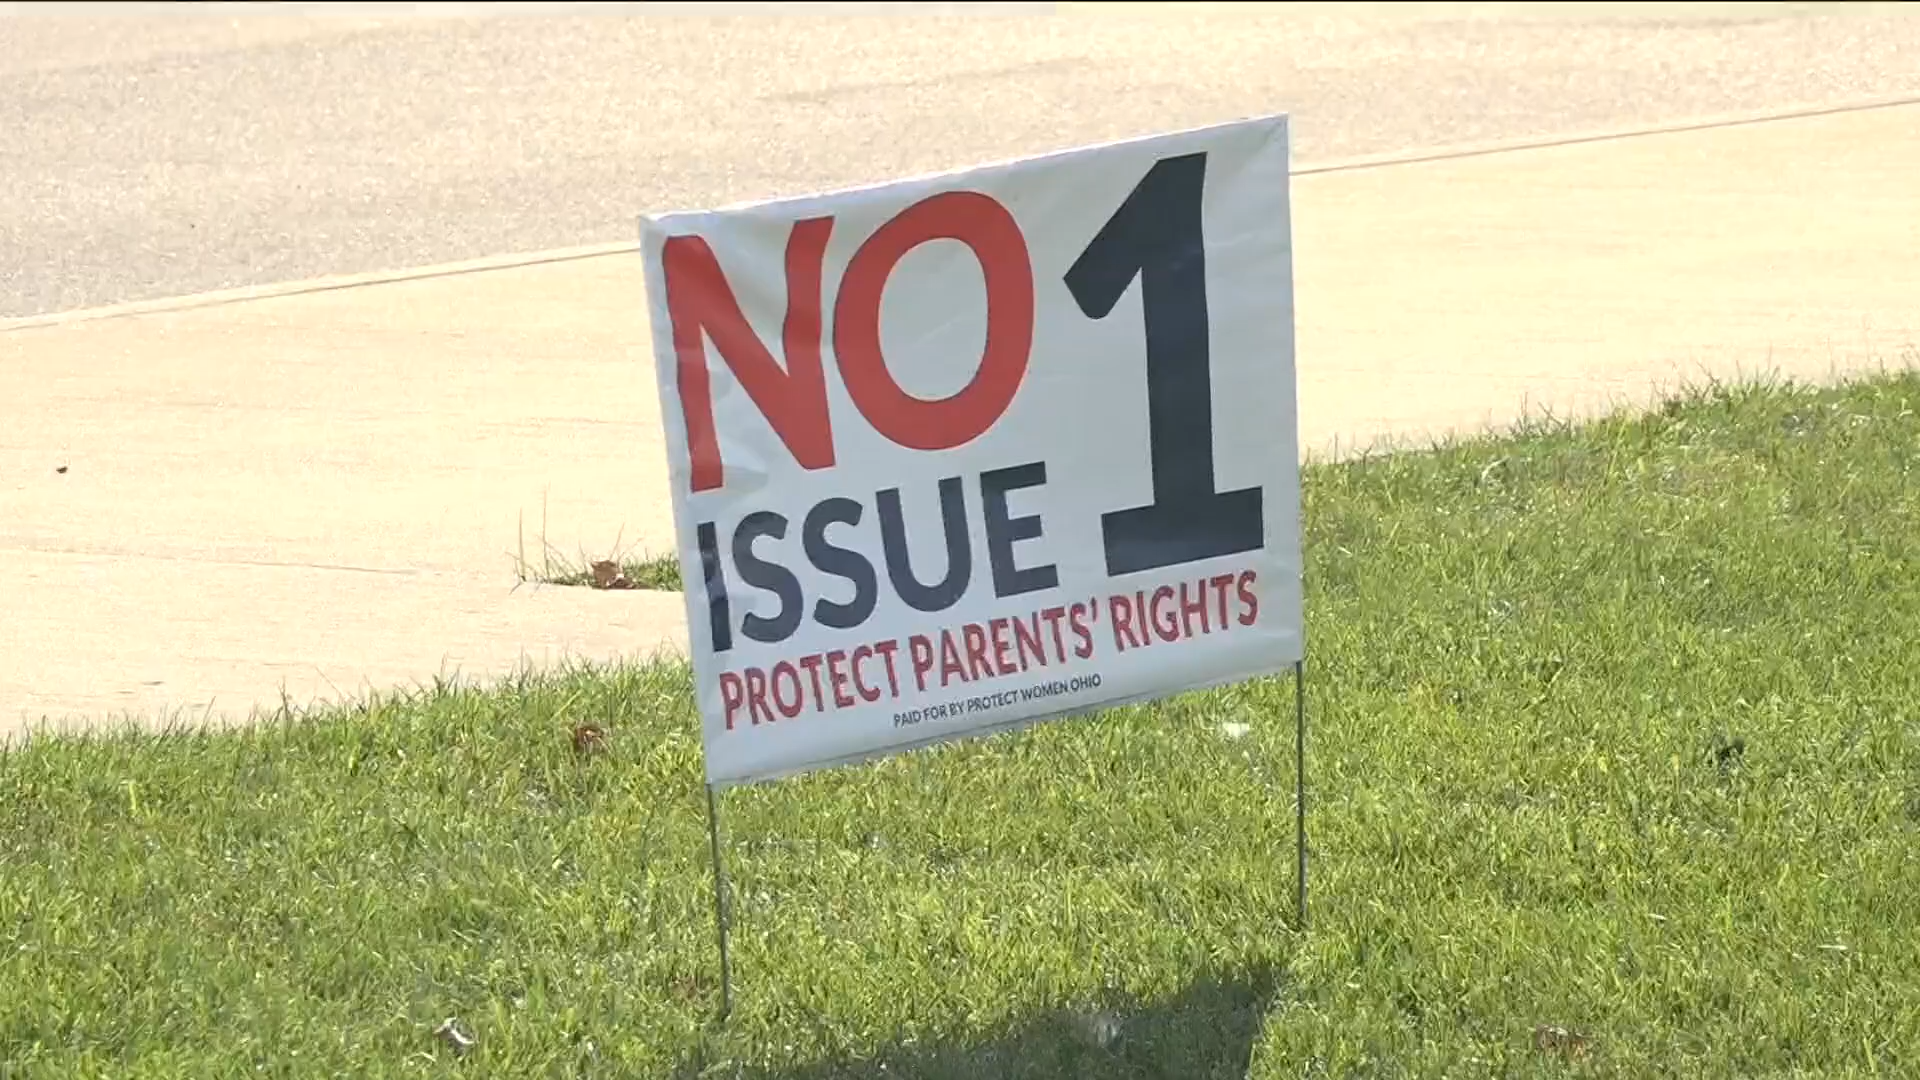 NO 1
ISSUE
PROTECT PARENTS' RIGHTS
PAID FOR BY PROTECT WOMEN OHIO